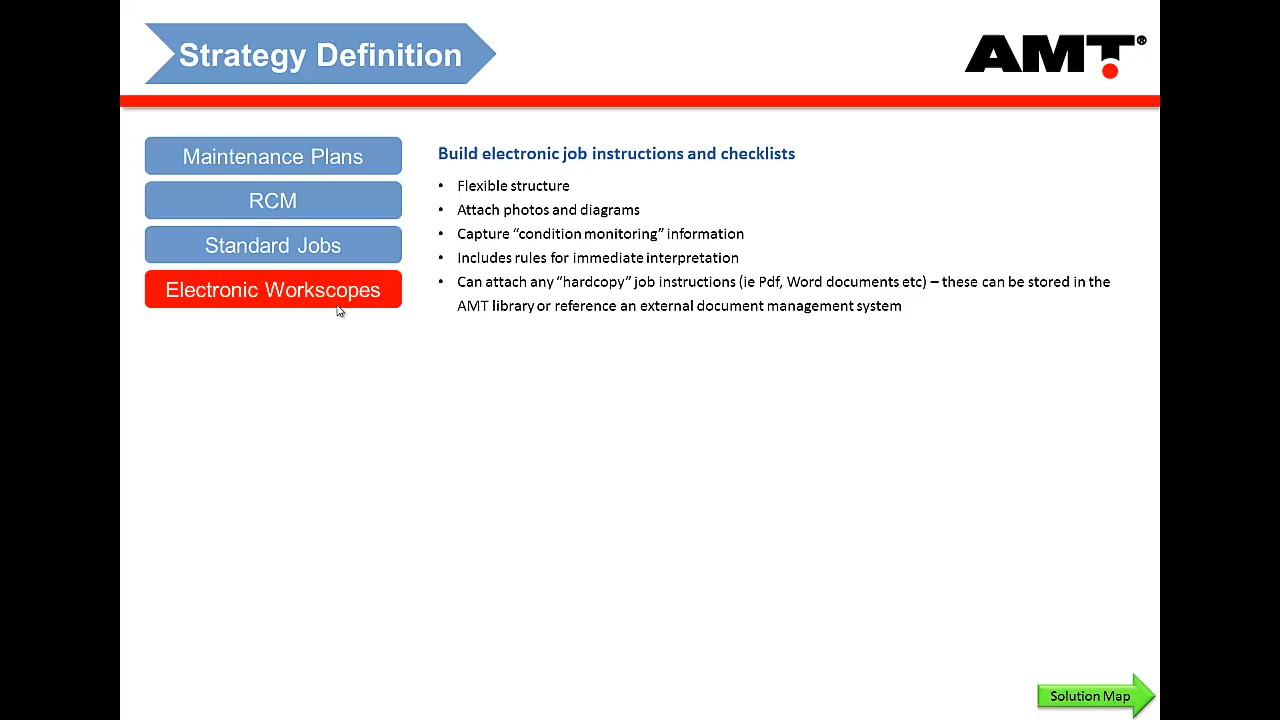 Strategy Definition
AMT®
Maintenance Plans
RCM
Standard Jobs
Electronic Workscopes
Build electronic job instructions and checklists
• Flexible structure
• Attach photos and diagrams
• Capture “condition monitoring” information
• Includes rules for immediate interpretation
• Can attach any “hardcopy” job instructions (ie Pdf, Word documents etc) – these can be stored in the
AMT library or reference an external document management system
Solution Map